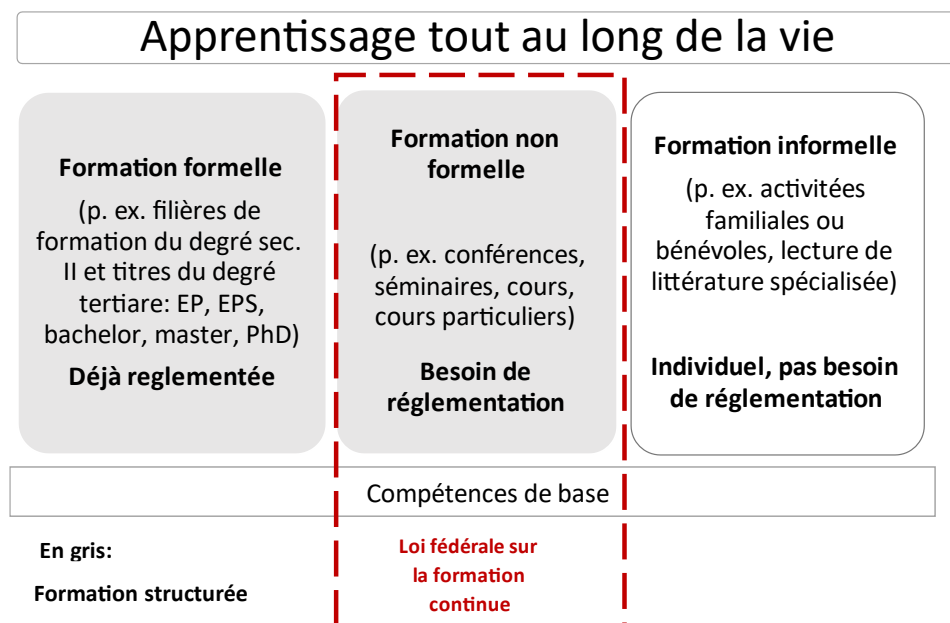 Apprentissage tout au long de la vie
Formation formelle
(p. ex. filières de
formation du degré sec.
II et titres du degré
tertiare: EP, EPS,
bachelor, master, PhD)
Déjà reglementée
Formation non
formelle
(p. ex. conférences,
séminaires, cours,
cours particuliers)
Besoin de
réglementation
Formation informelle
(p. ex. activitées
familiales ou
bénévoles, lecture de
littérature spécialisée)
Individuel, pas besoin
de réglementation
Compétences de base
En gris:
Formation structurée
Loi fédérale sur
la formation
continue